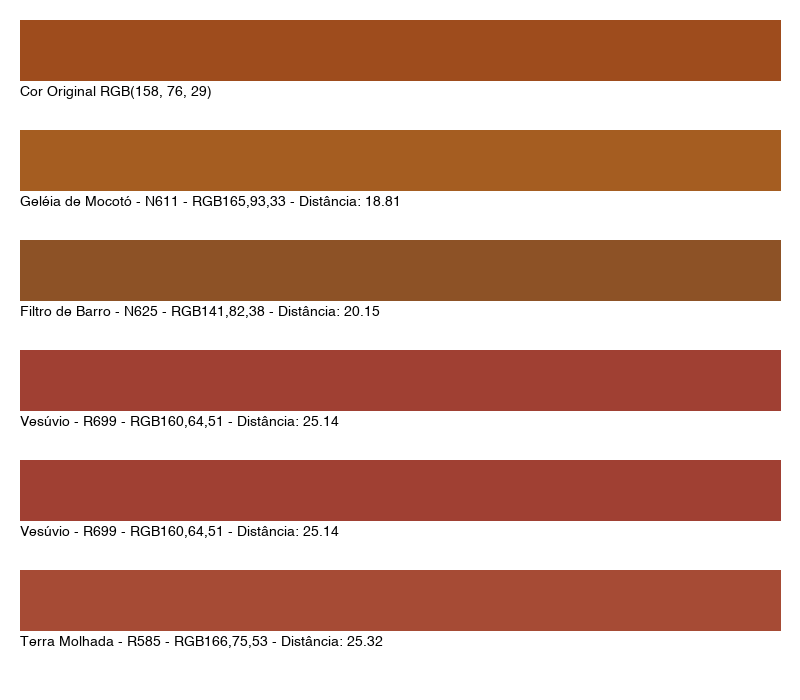 Cor Original RGB(158, 76, 29)
Geléia de Mocotó - N611 - RGB165,93,33 - Distância: 18.81
Filtro de Barro - N625 - RGB141,82,38 - Distância: 20.15
Vesúvio - R699 - RGB160,64,51 - Distância: 25.14
Vesúvio - R699 - RGB160,64,51 - Distância: 25.14
Terra Molhada - R585 - RGB166,75,53 - Distância: 25.32